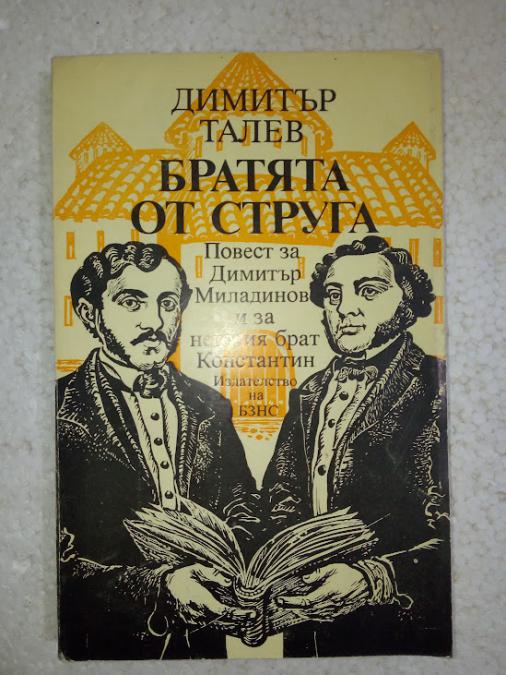 ДИМИТЪР
ТАЛЕВ
БРАТЯТА
ОТ СТРУГА
Повест за
Димитър
Миладинов
и за
неговия брат
Константин
Издателство
на
БЗНС